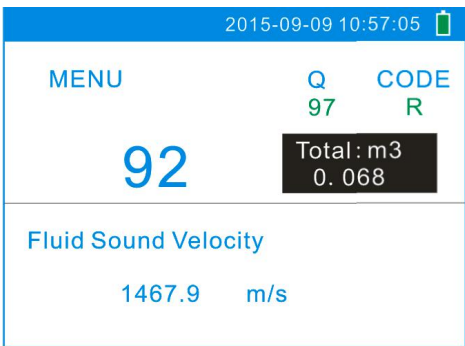 2015-09-09 10:57:05
MENU Q CODE
97 R
92 Total: m3
0.068
Fluid Sound Velocity
1467.9 m/s